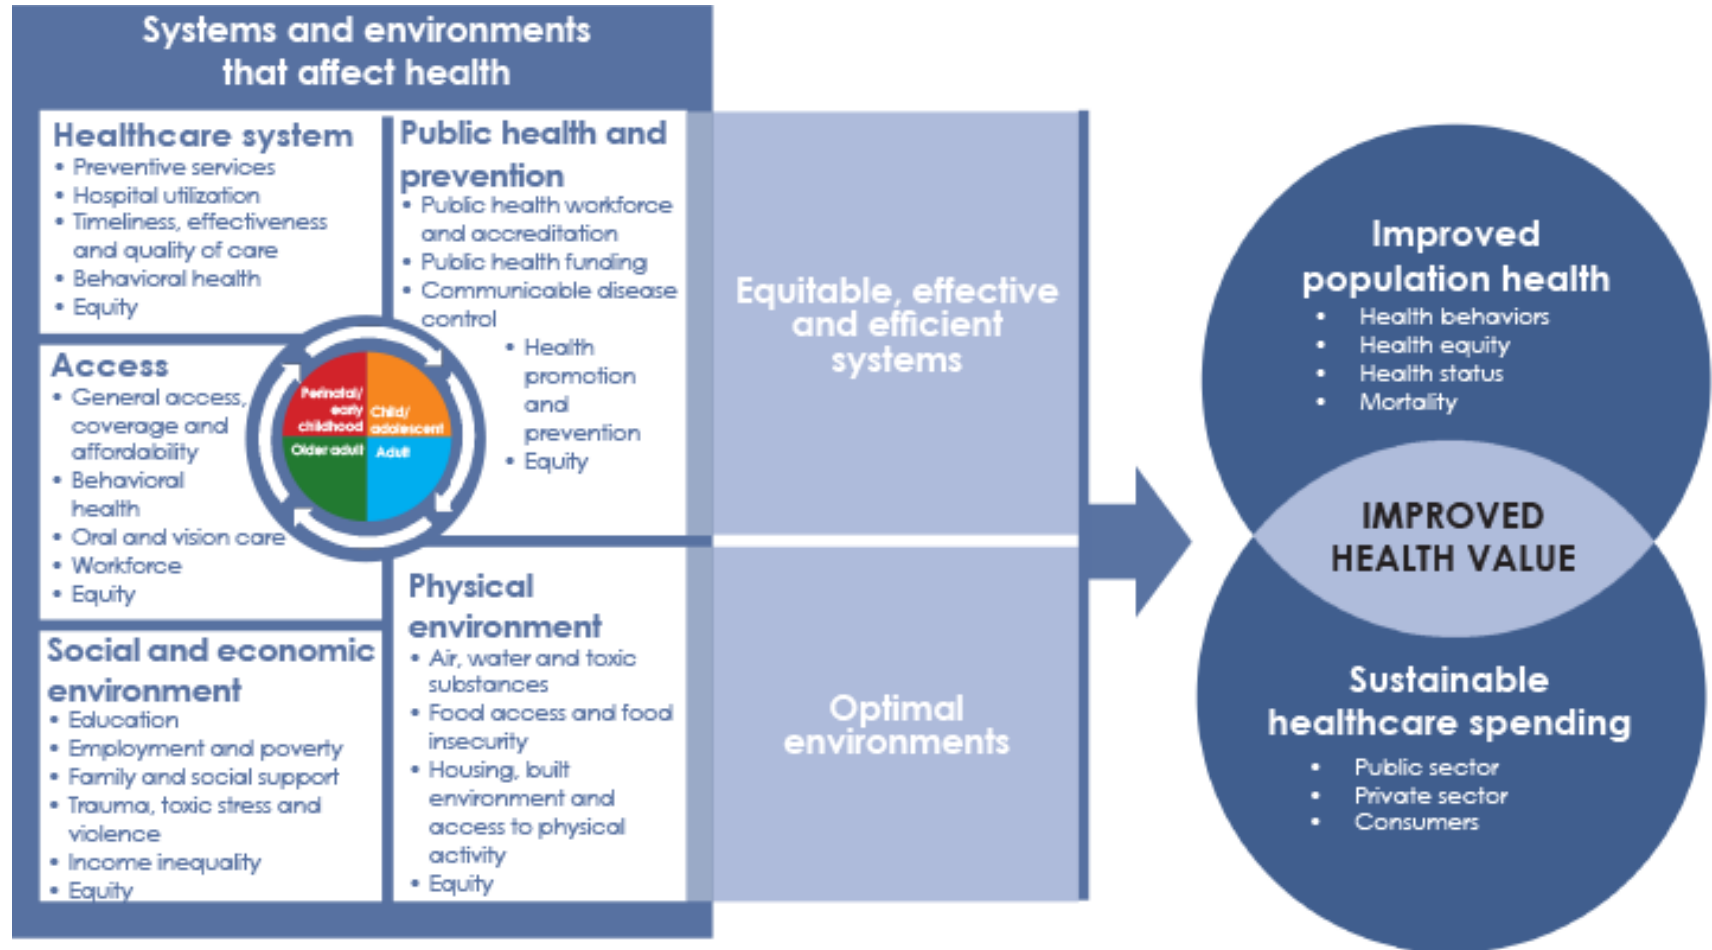 Systems and environments
that affect health
Healthcare system
• Preventive services
• Hospital utilization
• Timeliness, effectiveness
and quality of care
• Behavioral health
• Equity
Public health and
prevention
• Public health workforce
and accreditation
• Public health funding
• Communicable disease
control
• Health
promotion
and
prevention
• Equity
Access
• General access,
coverage and
affordability
• Behavioral
health
• Oral and vision care
• Workforce
• Equity
Perinatal/
early
childhood
Child/
adolescent
Older adult
Adult
Social and economic
environment
• Education
• Employment and poverty
• Family and social support
• Trauma, toxic stress and
violence
• Income inequality
• Equity
Physical
environment
• Air, water and toxic
substances
• Food access and food
insecurity
• Housing, built
environment and
access to physical
activity
• Equity
Equitable, effective
and efficient
systems
Optimal
environments
Improved
population health
• Health behaviors
• Health equity
• Health status
• Mortality
IMPROVED
HEALTH VALUE
Sustainable
healthcare spending
• Public sector
• Private sector
• Consumers